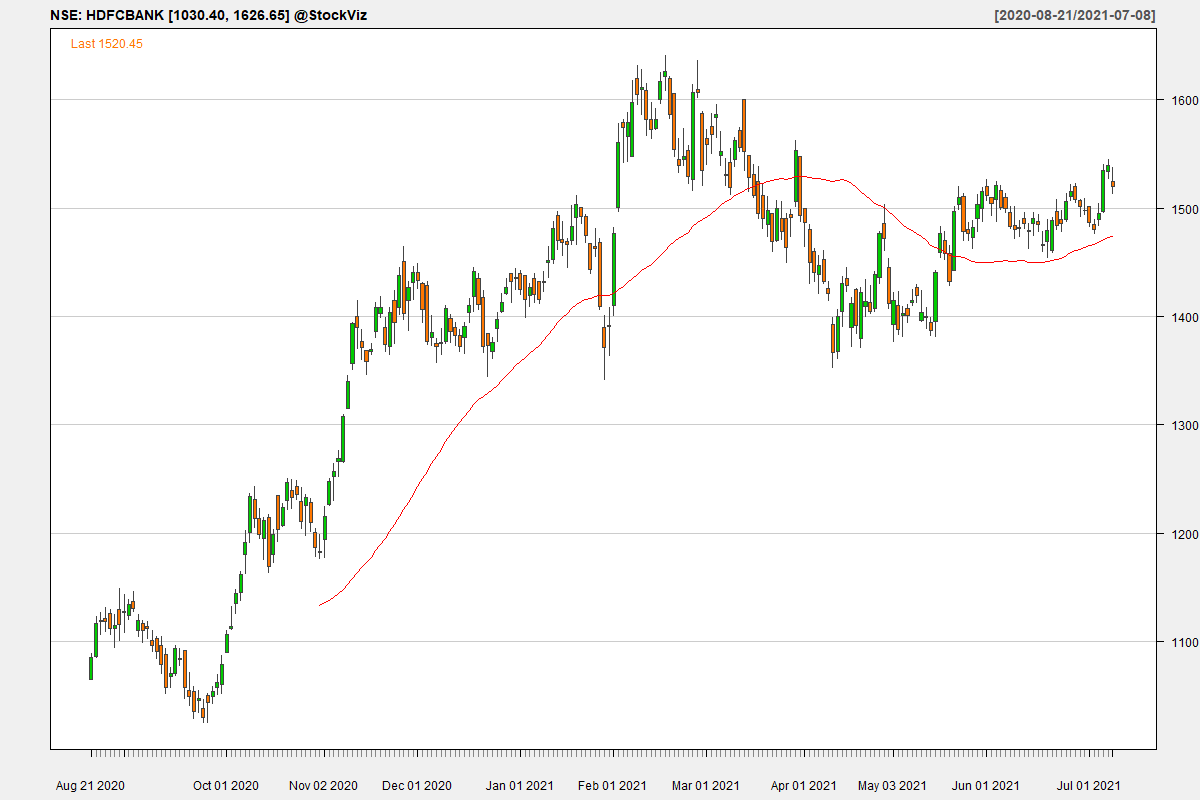 NSE: HDFCBANK [1030.40, 1626.65] @StockViz [2020-08-21/2021-07-08]
Last 1520.45
1600
1500
1400
1300
1200
1100
Aug 21 2020 Oct 01 2020 Nov 02 2020 Dec 01 2020 Jan 01 2021 Feb 01 2021 Mar 01 2021 Apr 01 2021 May 03 2021 Jun 01 2021 Jul 01 2021